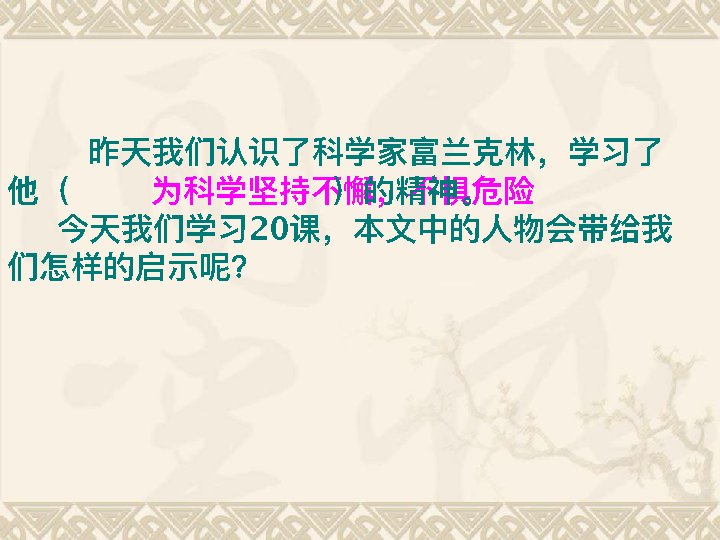 昨天我们认识了科学家富兰克林，学习了
他（ 为科学坚持不懈，不惧危险 ）的精神。
今天我们学习20课，本文中的人物会带给我
们怎样的启示呢？